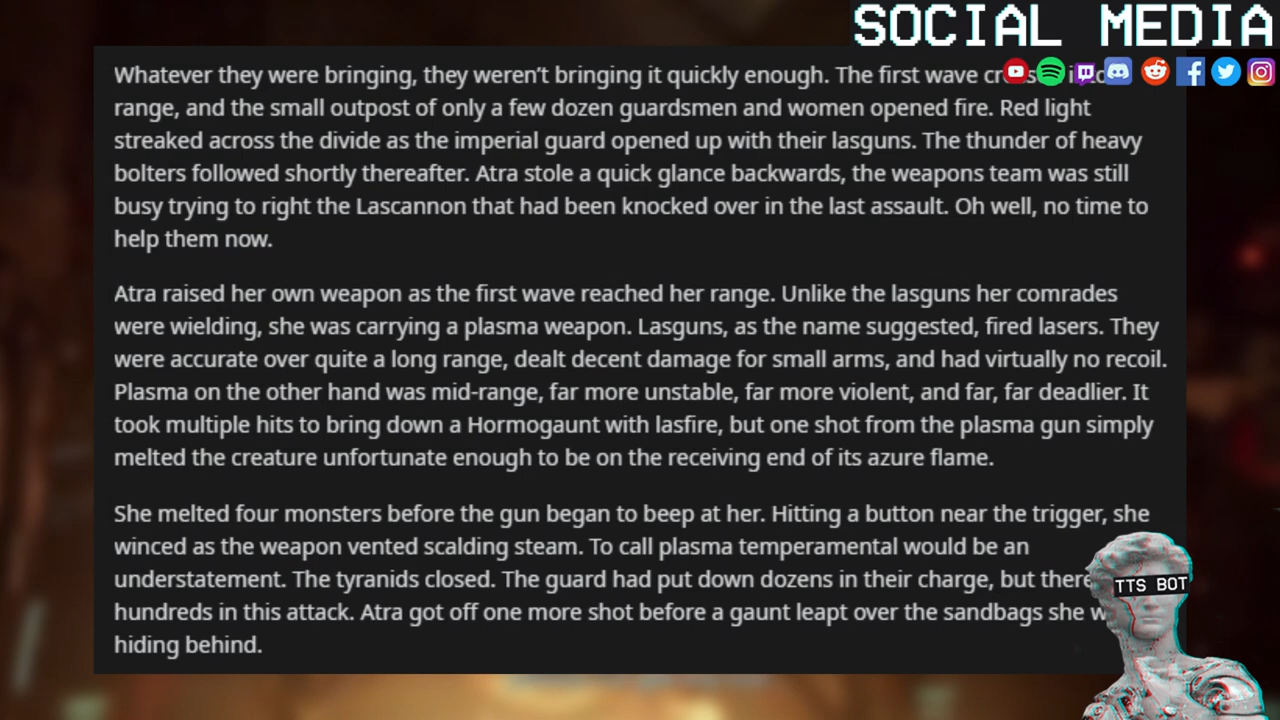 SOCIAL MEDIA
Whatever they were bringing, they weren't bringing it quickly enough. The first wave
range, and the small outpost of only a few dozen guardsmen and women opened fire. Red light
streaked across the divide as the imperial guard opened up with their lasguns. The thunder of heavy
bolters followed shortly thereafter. Atra stole a quick glance backwards, the weapons team was still
busy trying to right the Lascannon that had been knocked over in the last assault. Oh well, no time to
help them now.
Atra raised her own weapon as the first wave reached her range. Unlike the lasguns her comrades
were wielding, she was carrying a plasma weapon. Lasguns, as the name suggested, fired lasers. They
were accurate over quite a long range, dealt decent damage for small arms, and had virtually no recoil.
Plasma on the other hand was mid-range, far more unstable, far more violent, and far, far deadlier. It
took multiple hits to bring down a Hormogaunt with lasfire, but one shot from the plasma gun simply
melted the creature unfortunate enough to be on the receiving end of its azure flame.
She melted four monsters before the gun began to beep at her. Hitting a button near the trigger, she
winced as the weapon vented scalding steam. To call plasma temperamental would be an
understatement. The tyranids closed. The guard had put down dozens in their charge, but there
hundreds in this attack. Atra got off one more shot before a gaunt leapt over the sandbags she
hiding behind.
TTS BOT